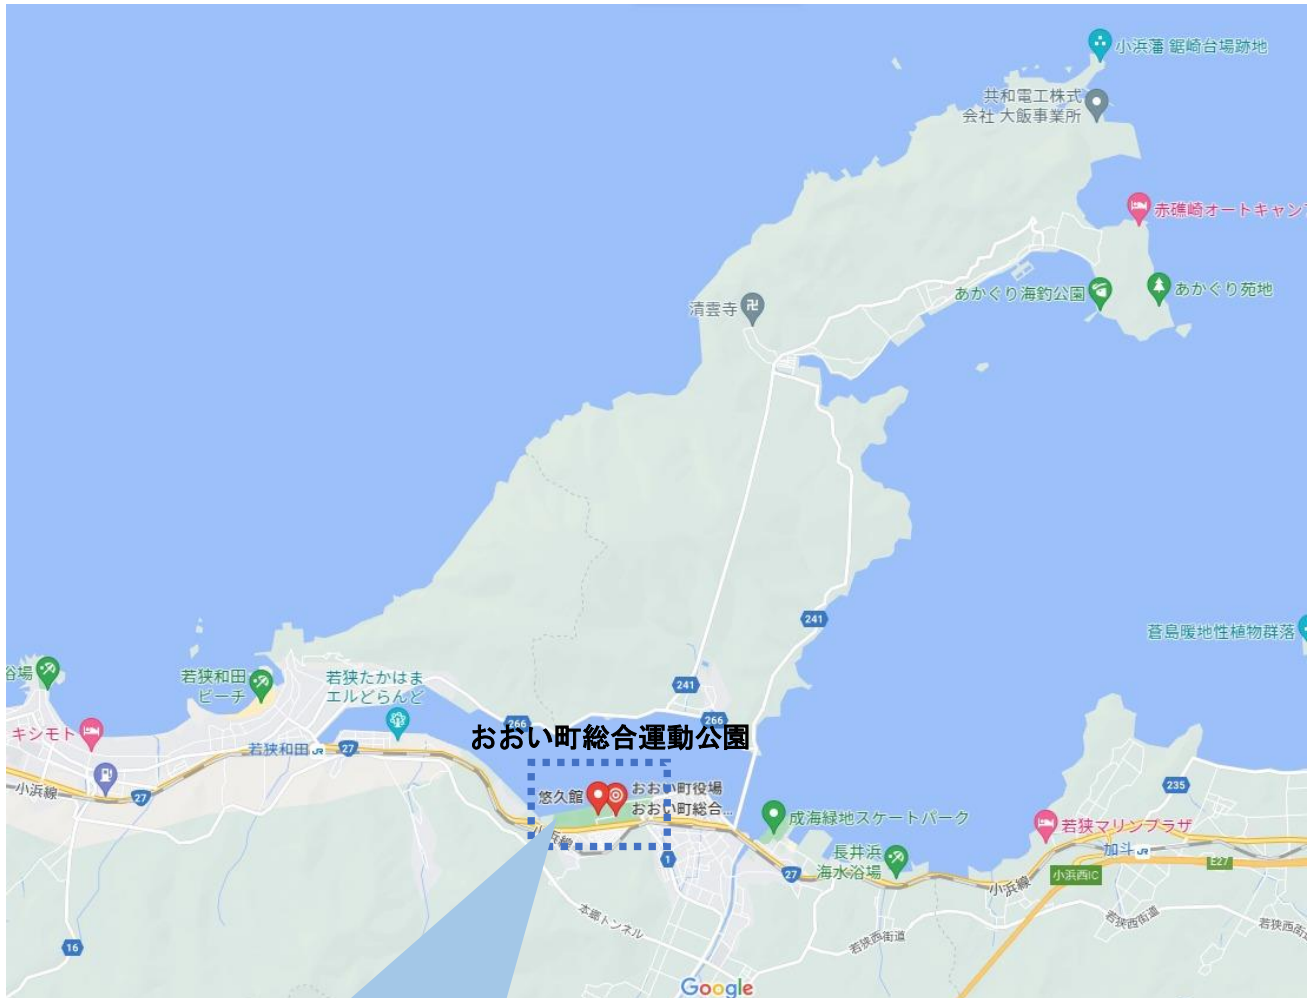 小浜藩 鋸崎台場跡地
共和電工株式
会社 大飯事業所
赤礁崎オートキャンプ
あかぐり海釣公園
あかぐり苑地
清雲寺
241
蒼島暖地性植物群落
浴場
若狭和田
ビーチ
若狭たかはま
エルどらんど
241
266
266
キシモト
若狭和田 JR
27
おおい町総合運動公園
小浜線
27
悠久館
おおい町役場
おおい町総合...
小浜線
成海緑地スケートパーク
235
若狭マリンプラザ
加斗 JR
E27
長井浜
海水浴場
1
27
小浜線
小浜西IC
16
本郷トンネル
若狭西街道
若狭西街道
若狭西街
Google